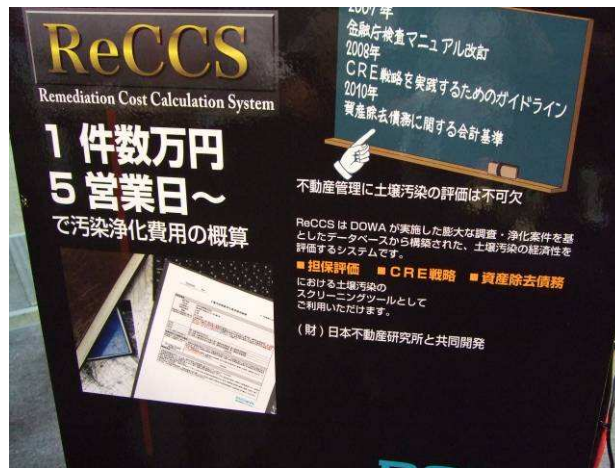 ReCCS
Remediation Cost Calculation System
1件数万円
5営業日～
で汚染浄化費用の概算
2007年
金融庁検査マニュアル改訂
2008年
CRE戦略を実践するためのガイドライン
2010年
資産除去債務に関する会計基準
不動産管理に土壌汚染の評価は不可欠
ReCCS は DOWA が実施した膨大な調査・浄化案件を基
としたデータベースから構築された、土壌汚染の経済性を
評価するシステムです。
■担保評価 ■CRE戦略 ■資産除去債務
における土壌汚染の
スクリーニングツールとして
ご利用いただけます。
(財)日本不動産研究所と共同開発